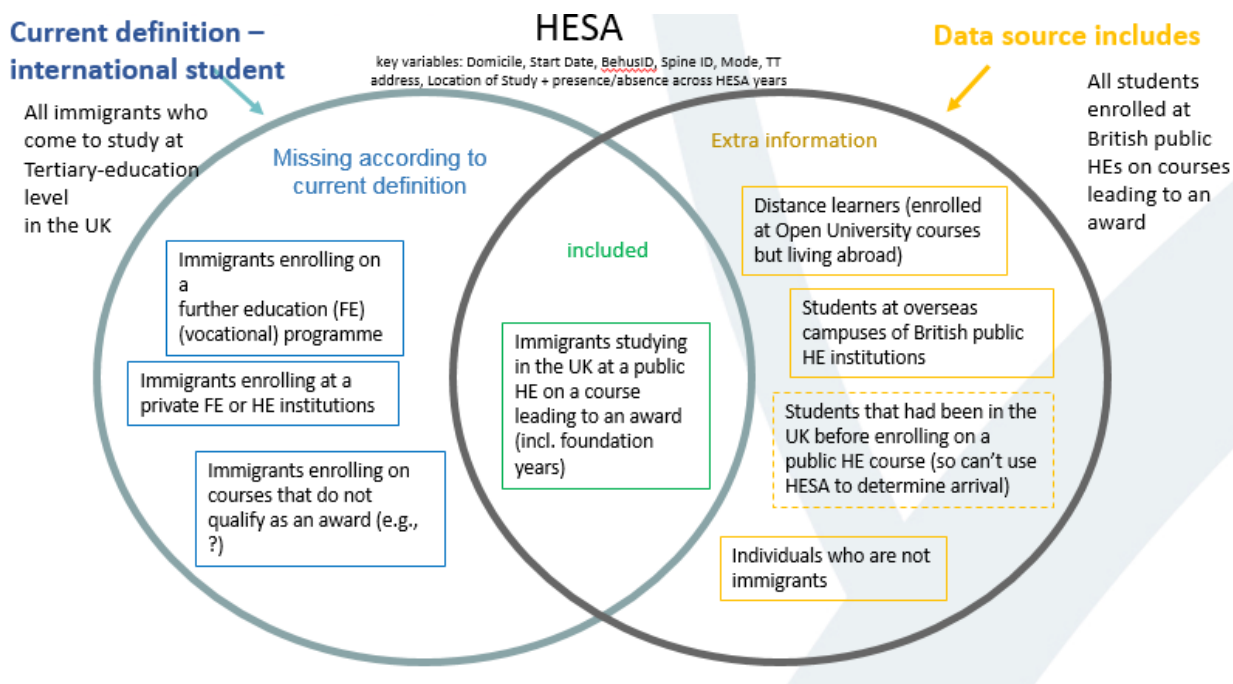 Current definition –
international student
All immigrants who
come to study at
Tertiary-education
level
in the UK
HESA
key variables: Domicile, Start Date, BehusID, Spine ID, Mode, TT
address, Location of Study + presence/absence across HESA years
Data source includes
All students
enrolled at
British public
HEs on courses
leading to an
award
Missing according to
current definition
Immigrants enrolling on
a
further education (FE)
(vocational) programme
Immigrants enrolling at a
private FE or HE institutions
Immigrants enrolling on
courses that do not
qualify as an award (e.g.,
?)
included
Immigrants studying
in the UK at a public
HE on a course
leading to an award
(incl. foundation
years)
Extra information
Distance learners (enrolled
at Open University courses
but living abroad)
Students at overseas
campuses of British public
HE institutions
Students that had been in the
UK before enrolling on a
public HE course (so can’t use
HESA to determine arrival)
Individuals who are not
immigrants